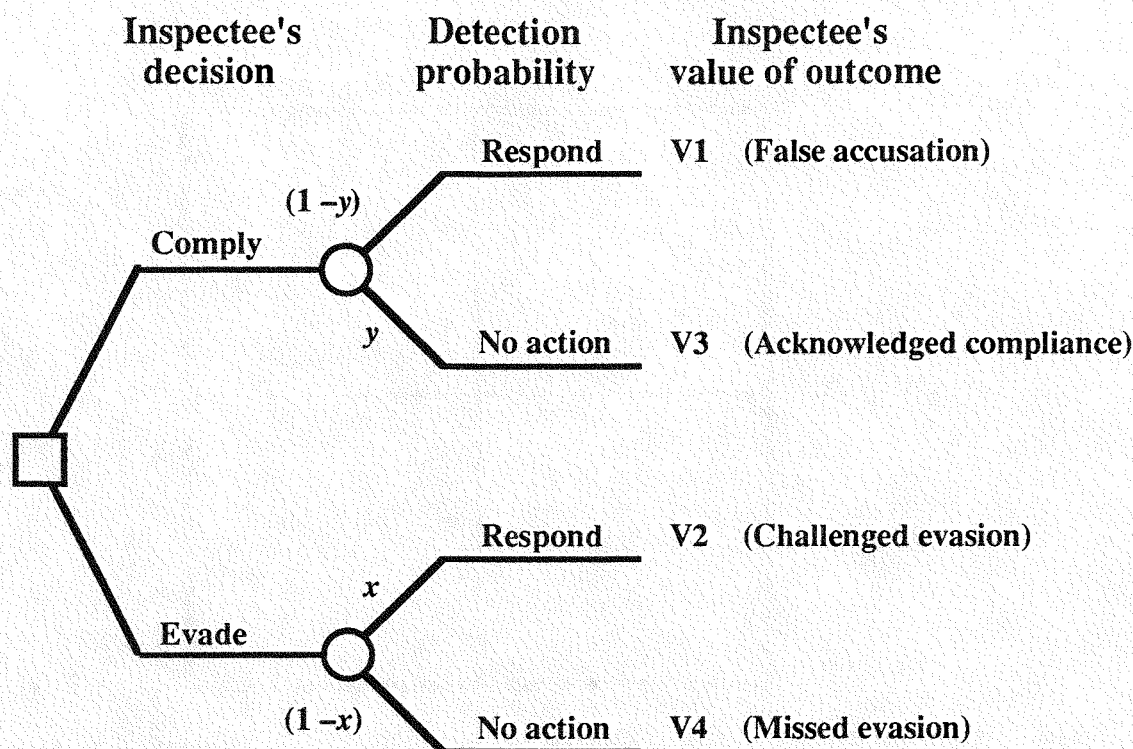 Inspectee's decision
Detection probability
Inspectee's value of outcome
Respond V1 (False accusation)
(1 –y)
Comply
y
No action V3 (Acknowledged compliance)
Respond V2 (Challenged evasion)
x
Evade
(1 –x)
No action V4 (Missed evasion)